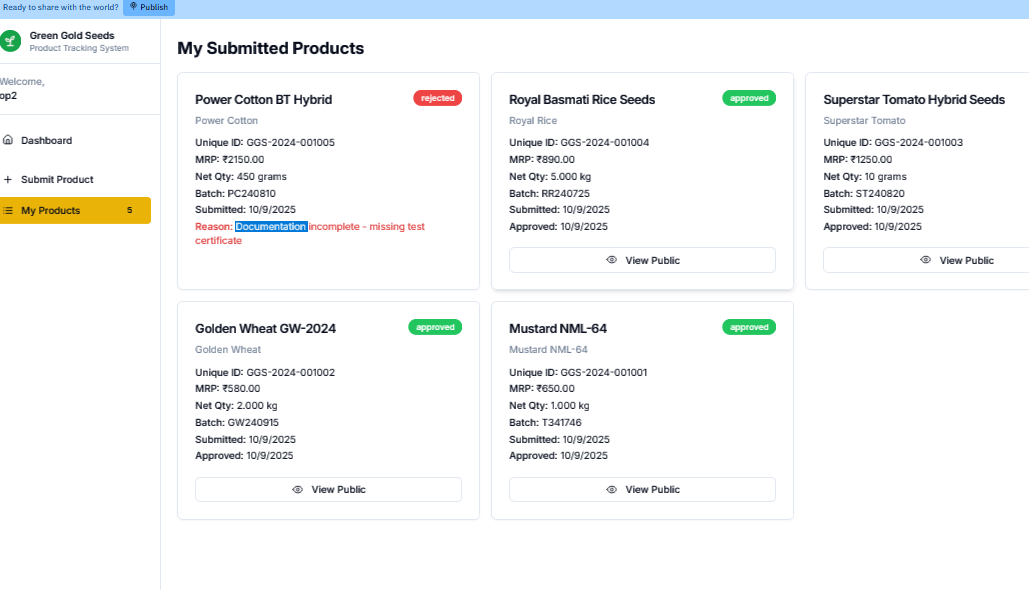 Ready to share with the world? Publish
Green Gold Seeds
Product Tracking System
Welcome,
op2
Dashboard
Submit Product
My Products 5
My Submitted Products
Power Cotton BT Hybrid rejected
Power Cotton
Unique ID: GGS-2024-001005
MRP: ₹2150.00
Net Qty: 450 grams
Batch: PC240810
Submitted: 10/9/2025
Reason: Documentation incomplete - missing test
certificate
Royal Basmati Rice Seeds approved
Royal Rice
Unique ID: GGS-2024-001004
MRP: ₹890.00
Net Qty: 5.000 kg
Batch: RR240725
Submitted: 10/9/2025
Approved: 10/9/2025
View Public
Superstar Tomato Hybrid Seeds
Superstar Tomato
Unique ID: GGS-2024-001003
MRP: ₹1250.00
Net Qty: 10 grams
Batch: ST240820
Submitted: 10/9/2025
Approved: 10/9/2025
View Public
Golden Wheat GW-2024 approved
Golden Wheat
Unique ID: GGS-2024-001002
MRP: ₹580.00
Net Qty: 2.000 kg
Batch: GW240915
Submitted: 10/9/2025
Approved: 10/9/2025
View Public
Mustard NML-64 approved
Mustard NML-64
Unique ID: GGS-2024-001001
MRP: ₹650.00
Net Qty: 1.000 kg
Batch: T341746
Submitted: 10/9/2025
Approved: 10/9/2025
View Public